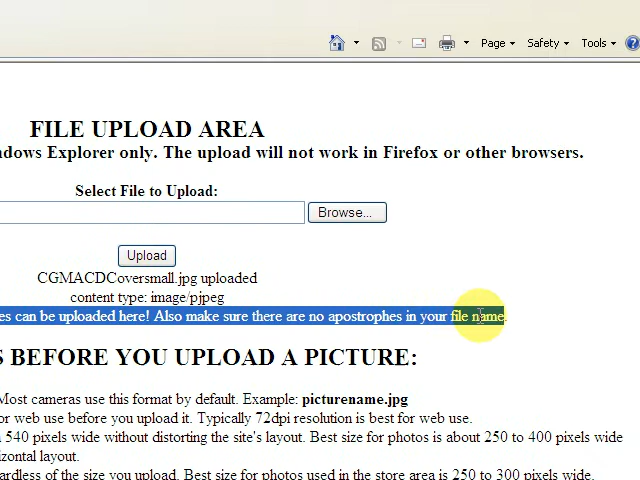 Page
Safety
Tools
FILE UPLOAD AREA
ndows Explorer only. The upload will not work in Firefox or other browsers.
Select File to Upload:
Browse...
Upload
CGMACDCoversmall.jpg uploaded
content type: image/pjpeg
es can be uploaded here! Also make sure there are no apostrophes in your file name.
S BEFORE YOU UPLOAD A PICTURE:
Most cameras use this format by default. Example: picturename.jpg
or web use before you upload it. Typically 72dpi resolution is best for web use.
540 pixels wide without distorting the site's layout. Best size for photos is about 250 to 400 pixels wide
izontal layout.
ardless of the size you upload. Best size for photos used in the store area is 250 to 300 pixels wide.